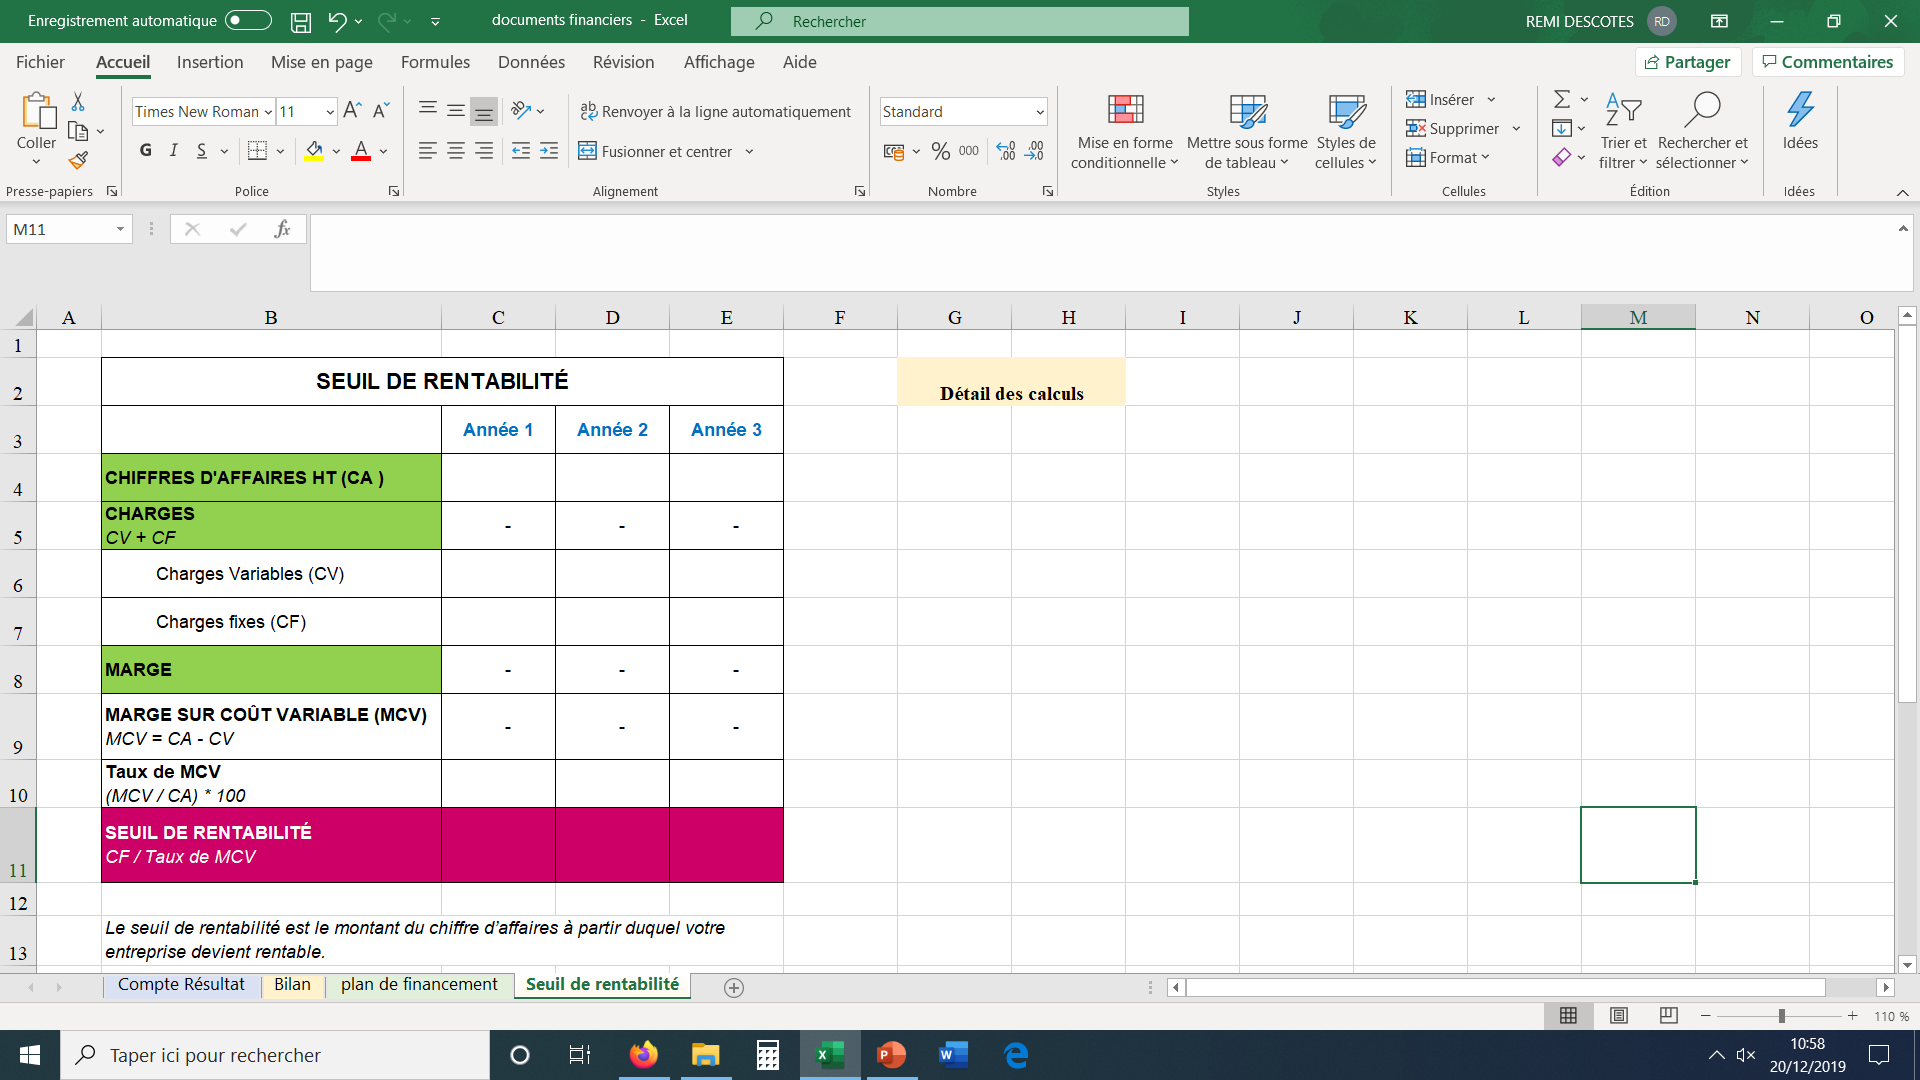 Enregistrement automatique
documents financiers - Excel
Rechercher
REMI DESCOTES
RD
Fichier Accueil Insertion Mise en page Formules Données Révision Affichage Aide
Partager
Commentaires
Coller
Times New Roman 11
G I S
Renvoyer à la ligne automatiquement
Fusionner et centrer
Standard
% 000
Mise en forme conditionnelle
Mettre sous forme de tableau
Styles de cellules
Insérer
Supprimer
Format
Trier et filtrer
Rechercher et sélectionner
Idées
Presse-papiers Police Alignement Nombre Styles Cellules Édition Idées
M11
fx
A B C D E F G H I J K L M N O
1
2 SEUIL DE RENTABILITÉ Détail des calculs
3 Année 1 Année 2 Année 3
4 CHIFFRES D'AFFAIRES HT (CA )
CHARGES
5 CV + CF - - -
6 Charges Variables (CV)
7 Charges fixes (CF)
8 MARGE - - -
MARGE SUR COÛT VARIABLE (MCV)
9 MCV = CA - CV - - -
Taux de MCV
10 (MCV / CA) * 100
SEUIL DE RENTABILITÉ
11 CF / Taux de MCV
12
Le seuil de rentabilité est le montant du chiffre d’affaires à partir duquel votre
13 entreprise devient rentable.
Compte Résultat Bilan plan de financement Seuil de rentabilité
110 %
Taper ici pour rechercher
10:58
20/12/2019